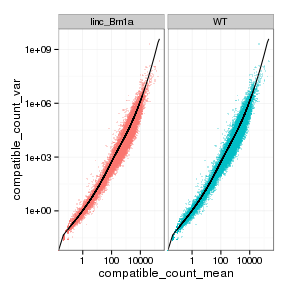 linc_Brn1a WT
1e+09
1e+06
1e+03
1e+00
compatible_count_var
1 100 10000 1 100 10000
compatible_count_mean